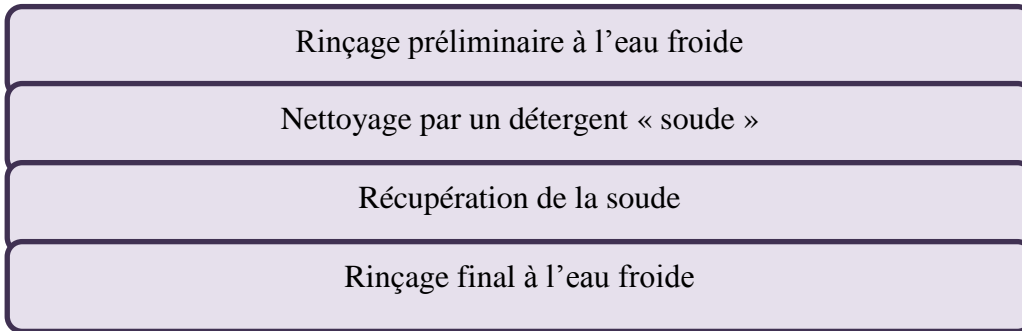 Rinçage préliminaire à l’eau froide
Nettoyage par un détergent « soude »
Récupération de la soude
Rinçage final à l’eau froide